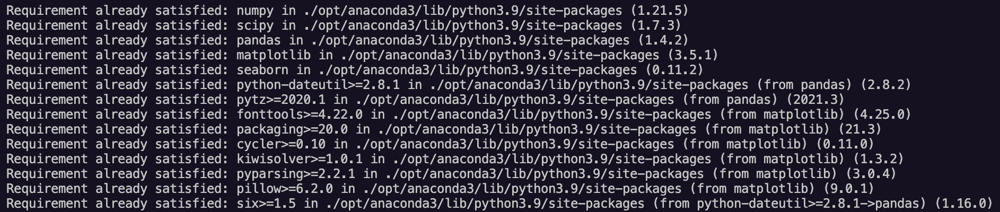 Requirement already satisfied: numpy in ./opt/anaconda3/lib/python3.9/site-packages (1.21.5)
Requirement already satisfied: scipy in ./opt/anaconda3/lib/python3.9/site-packages (1.7.3)
Requirement already satisfied: pandas in ./opt/anaconda3/lib/python3.9/site-packages (1.4.2)
Requirement already satisfied: matplotlib in ./opt/anaconda3/lib/python3.9/site-packages (3.5.1)
Requirement already satisfied: seaborn in ./opt/anaconda3/lib/python3.9/site-packages (0.11.2)
Requirement already satisfied: python-dateutil>=2.8.1 in ./opt/anaconda3/lib/python3.9/site-packages (from pandas) (2.8.2)
Requirement already satisfied: pytz>=2020.1 in ./opt/anaconda3/lib/python3.9/site-packages (from pandas) (2021.3)
Requirement already satisfied: fonttools>=4.22.0 in ./opt/anaconda3/lib/python3.9/site-packages (from matplotlib) (4.25.0)
Requirement already satisfied: packaging>=20.0 in ./opt/anaconda3/lib/python3.9/site-packages (from matplotlib) (21.3)
Requirement already satisfied: cycler>=0.10 in ./opt/anaconda3/lib/python3.9/site-packages (from matplotlib) (0.11.0)
Requirement already satisfied: kiwisolver>=1.0.1 in ./opt/anaconda3/lib/python3.9/site-packages (from matplotlib) (1.3.2)
Requirement already satisfied: pyparsing>=2.2.1 in ./opt/anaconda3/lib/python3.9/site-packages (from matplotlib) (3.0.4)
Requirement already satisfied: pillow>=6.2.0 in ./opt/anaconda3/lib/python3.9/site-packages (from matplotlib) (9.0.1)
Requirement already satisfied: six>=1.5 in ./opt/anaconda3/lib/python3.9/site-packages (from python-dateutil>=2.8.1->pandas) (1.16.0)